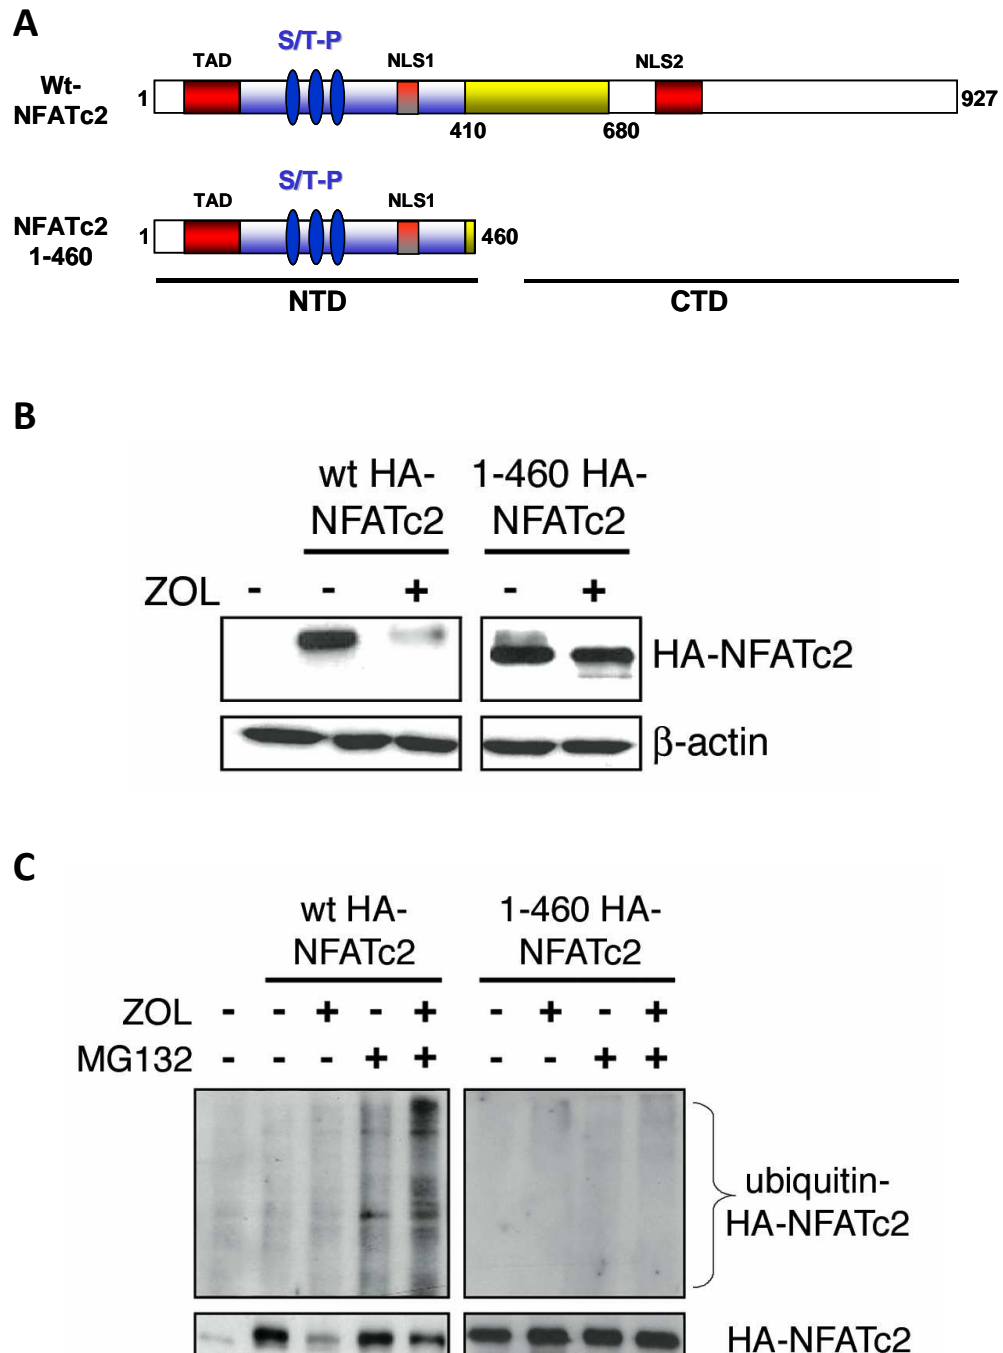 A
S/T-P
TAD
NLS1
NLS2
Wt-
NFATc2
1
927
410
680
S/T-P
TAD
NLS1
NFATc2
1-460
1
460
NTD
CTD
B
wt HA-
NFATc2
1-460 HA-
NFATc2
ZOL - - + - +
HA-NFATc2
β-actin
C
wt HA-
NFATc2
1-460 HA-
NFATc2
ZOL - - + - + - + - +
MG132 - - - + + - - + +
ubiquitin-
HA-NFATc2
HA-NFATc2